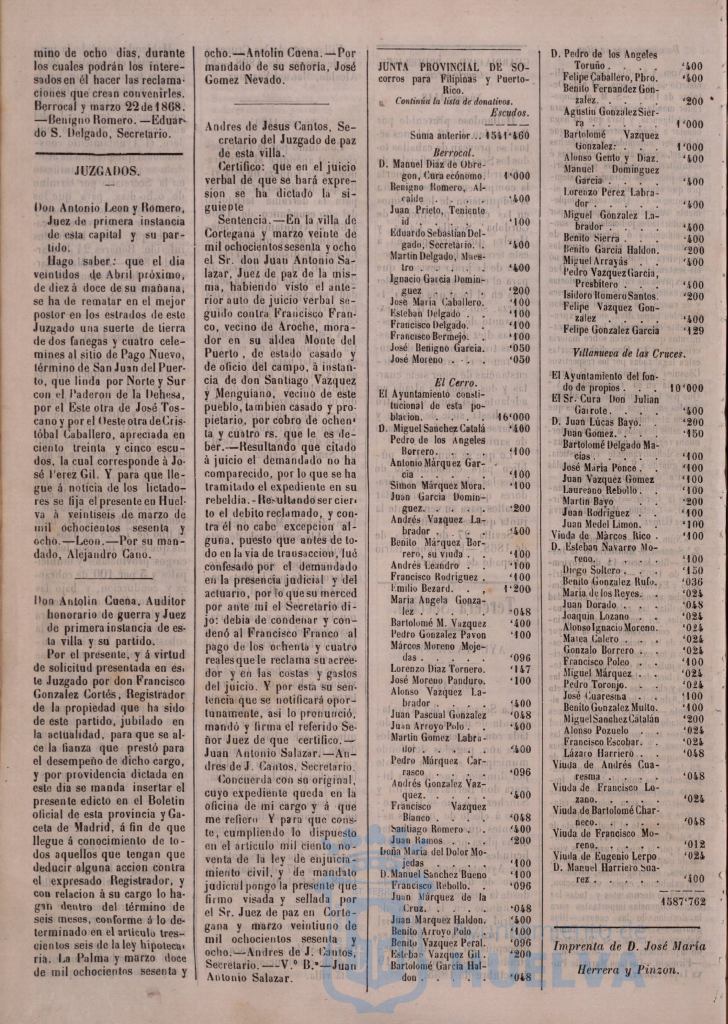 mino de ocho dias, durante
los cuales podrán los intere-
sados en él hacer las reclama-
ciones que crean convenirles.
Berrocal y marzo 22 de 1868.
—Benigno Romero.—Eduar-
do S. Delgado, Secretario.
JUZGADOS.
Don Antonio Leon y Romero,
Juez de primera instancia
de esta capital y su par-
tido.
Hago saber: que el dia
veintidos de Abril próximo,
de diez á doce de su mañana,
se ha de rematar en el mejor
postor en los estrados de este
Juzgado una suerte de tierra
de dos fanegas y cuatro cele-
mines al sitio de Pago Nuevo,
término de San Juan del Puer-
to, que linda por Norte y Sur
con el Paderon de la Dehesa,
por el Este otra de José Tos-
cano y por el Oeste otra de Cris-
tóbal Caballero, apreciada en
ciento treinta y cinco escu-
dos, la cual corresponde á Jo-
sé Perez Gil. Y para que lle-
gue á noticia de los licitado-
res se fija el presente en Huel-
va á veintiseis de marzo de
mil ochocientos sesenta y
ocho.—Leon.—Por su man-
dado, Alejandro Cano.
Don Antolin Cuena, Auditor
honorario de guerra y Juez
de primera instancia de es-
ta villa y su partido.
Por el presente, y á virtud
de solicitud presentada en es-
te Juzgado por don Francisco
Gonzalez Cortés, Registrador
de la propiedad que ha sido
de este partido, jubilado en
la actualidad, para que se al-
ce la fianza que prestó para
el desempeño de dicho cargo,
y por providencia dictada en
este dia se manda insertar el
presente edicto en el Boletin
oficial de esta provincia y Ga-
ceta de Madrid, á fin de que
llegue á conocimiento de to-
dos aquellos que tengan que
deducir alguna accion contra
el expresado Registrador, y
con relacion á su cargo lo ha-
gan dentro del término de
seis meses, conforme á lo de-
terminado en el articulo tres-
cientos seis de la ley hipoteca-
ria. La Palma y marzo doce
de mil ochocientos sesenta y
ocho.—Antolin Cuena.—Por
mandado de su señoria, José
Gomez Nevado.
Andres de Jesus Cantos, Se-
cretario del Juzgado de paz
de esta villa.
Certifico: que en el juicio
verbal de que se hará expre-
sion se ha dictado la si-
guiente
Sentencia.—En la villa de
Cortegana y marzo veinte de
mil ochocientos sesenta y ocho
el Sr. don Juan Antonio Sa-
lazar, Juez de paz de la mis-
ma, habiendo visto el ante-
rior auto de juicio verbal se-
guido contra Francisco Fran-
co, vecino de Aroche, mora-
dor en su aldea Monte del
Puerto, de estado casado y
de oficio del campo, á instan-
cia de don Santiago Vazquez
y Menguiano, vecino de este
pueblo, tambien casado y pro-
pietario, por cobro de ochen-
ta y cuatro rs. que le es de-
ber.—Resultando que citado
á juicio el demandado no ha
comparecido, por lo que se ha
tramitado el expediente en su
rebeldia.-Resultando ser cier-
to el debito reclamado, y con-
tra él no cabe excepcion al-
guna, puesto que antes de to-
do en la via de transaccion, fué
confesado por el demandado
en la presencia judicial y del
actuario, por lo que su merced
por ante mi el Secretario di-
jo: debia de condenar y con-
denó al Francisco Franco al
pago de los ochenta y cuatro
reales que le reclama su acree-
dor y en las costas y gastos
del juicio. Y por esta su sen-
tencia que se notificará opor-
tunamente, asi lo pronunció,
mandó y firma el referido Se-
ñor Juez de que certifico.—
Juan Antonio Salazar.—An-
dres de J. Cantos, Secretario.
Concuerda con su original,
cuyo expediente queda en la
oficina de mi cargo y á que
me refiero Y para que cons-
te, cumpliendo lo dispuesto
en el articulo mil ciento no-
venta de la ley de enjuicia-
miento civil, y de mandato
judicial pongo la presente que
firmo visada y sellada por
el Sr. Juez de paz en Corte-
gana y marzo veintiuno de
mil ochocientos sesenta y
ocho.—Andres de J. Cantos,
Secretario.—-V.º B.º-Juan
Antonio Salazar.
JUNTA PROVINCIAL DE SO-
corros para Filipinas y Puerto-
Rico.
Continúa la lista de donativos.
Escudos.
Suma anterior... 1541'460
Berrocal.
D. Manuel Diaz de Obre-
gon, Cura ecónomo. 1'000
Benigno Romero, Al-
calde . . . . '400
Juan Prieto, Teniente
id . . . . . '100
Eduardo Sebastian Del-
gado, Secretario. . '400
Martin Delgado, Maes-
tro . . . . '400
Ignacio Garcia Domin-
guez . . . . '200
José Maria Caballero. '100
Esteban Delgado . . '100
Francisco Delgado. . '100
Francisco Bermejo. . '100
José Benigno Garcia. '050
José Moreno . . . '050
El Cerro.
El Ayuntamiento consti-
tucional de esta po-
blacion. . . . 16'000
D. Miguel Sanchez Catalá '400
Pedro de los Angeles
Borrero. . . . '100
Antonio Márquez Gar-
cia . . . . '100
Simon Márquez Mora. '100
Juan Garcia Domin-
guez. . . . . '200
Andrés Vazquez La-
brador . . . . '400
Benito Márquez Bor-
rero, su viuda . . '100
Andrés Leandro . . '100
Francisco Rodriguez . '100
Emilio Bezard. . . 1'200
Maria Angela Gonza-
lez . . . . . '048
Bartolomé M. Vazquez '400
Pedro Gonzalez Pavon '100
Márcos Moreno Moje-
das . . . . . '096
Lorenzo Diaz Tornero. '147
José Moreno Panduro. '100
Alonso Vazquez La-
brador . . . . '400
Juan Pascual Gonzalez '048
Juan Arroyo Polo . . '400
Martin Gomez Labra-
dor . . . . . '400
Pedro Márquez Car-
rasco . . . . '096
Andrés Gonzalez Vaz-
quez. . . . . '400
Francisco Vazquez
Blanco . . . . '048
Santiago Romero . . '400
Juan Ramos . . . '200
Doña Maria del Dolor Mo-
jedas . . . . '100
D. Manuel Sanchez Bueno '100
Francisco Rebollo. . '096
Juan Márquez de la
Cruz. . . . . '048
Juan Marquez Haldon. '400
Benito Arroyo Polo . '100
Benito Vazquez Peral. '096
Esteban Vazquez Gil . '200
Bartolomé Garcia Hal-
don . . . . . '048
D. Pedro de los Angeles
Toruño . . . . '400
Felipe Caballero, Pbro. '400
Benito Fernandez Gon-
zalez. . . . . '200
Agustin Gonzalez Sier-
ra . . . . . 1'000
Bartolomé Vazquez
Gonzalez: . . . 1'000
Alonso Gento y Diaz. '400
Manuel Dominguez
Garcia . . . . '400
Lorenzo Perez Labra-
dor . . . . . '400
Miguel Gonzalez La-
brador . . . . '400
Benito Sierra . . . '400
Benito Garcia Haldon. '200
Miguel Arrayás . . '400
Pedro Vazquez Garcia,
Presbitero . . . '400
Isidoro Romero Santos. '200
Felipe Vazquez Gon-
zalez . . . . '400
Felipe Gonzalez Garcia '129
Villanueva de las Cruces.
El Ayuntamiento del fon-
do de propios. . . 10'000
El Sr. Cura Don Julian
Garrote. . . . '400
D. Juan Lúcas Bayo. . '200
Juan Gomez. . . . '150
Bartolomé Delgado Ma-
cias . . . . . '100
José Maria Ponce. . '100
Juan Vazquez Gomez '100
Laureano Rebollo. . '100
Martin Bayo . . . '200
Juan Rodriguez . . '100
Juan Medel Limon. . '100
Viuda de Márcos Rico . '100
D. Esteban Navarro Mo-
reno. . . . . '100
Diego Soltero. . . '150
Benito Gonzalez Rufo. '036
Maria de los Reyes. . '024
Juan Dorado . . . '048
Joaquin Lozano . . '024
Alonso Ignacio Moreno. '024
Matea Calero . . . '024
Gonzalo Borrero . . '024
Francisco Poleo . . '100
Miguel Márquez . . '024
Pedro Toronjo. . . '024
José Cuaresma . . '024
Benito Gonzalez Multo. '100
Miguel Sanchez Catalán '200
Alonso Pozuelo . . '024
Francisco Escobar. . '024
Lázaro Harriero. . . '048
Viuda de Andrés Cua-
resma . . . . '048
Viuda de Francisco Lo-
zano. . . . . '024
Viuda de Bartolomé Char-
neco. . . . . '048
Viuda de Francisco Mo-
reno. . . . . '012
Viuda de Eugenio Lerpo '024
D. Manuel Harriero Sua-
rez . . . . . '400
1587'762
Imprenta de D. José Maria
Herrera y Pinzon.
HUELVA